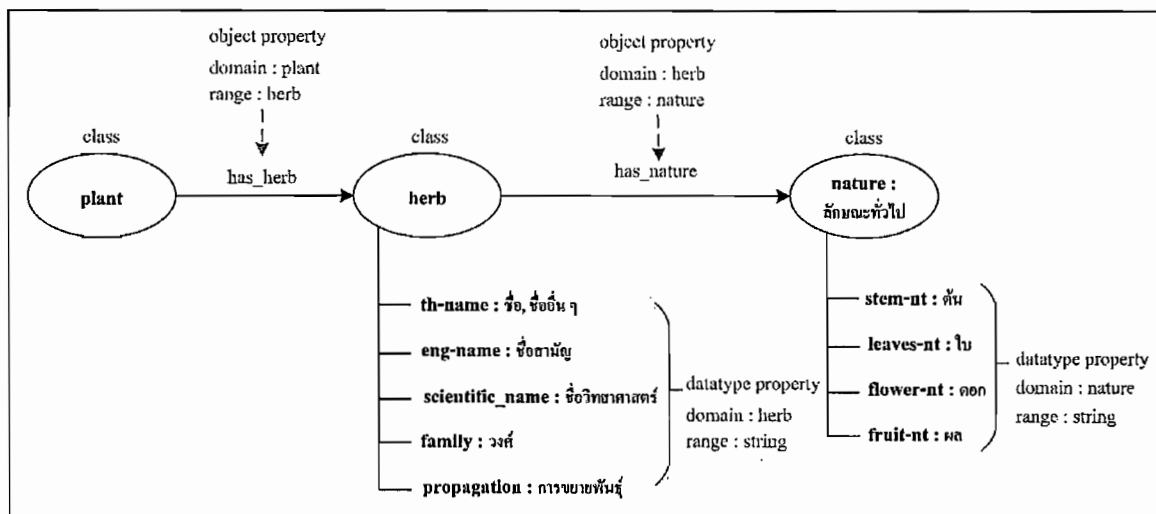 object property
domain : plant
range : herb
object property
domain : herb
range : nature
class
class
class
has_herb
has_nature
plant
herb
nature :
ลักษณะทั่วไป
th-name : ชื่อ, ชื่ออื่น ๆ
eng-name : ชื่อสามัญ
scientific_name : ชื่อวิทยาศาสตร์
family : วงศ์
propagation : การขยายพันธุ์
datatype property
domain : herb
range : string
stem-nt : ต้น
leaves-nt : ใบ
flower-nt : ดอก
fruit-nt : ผล
datatype property
domain : nature
range : string